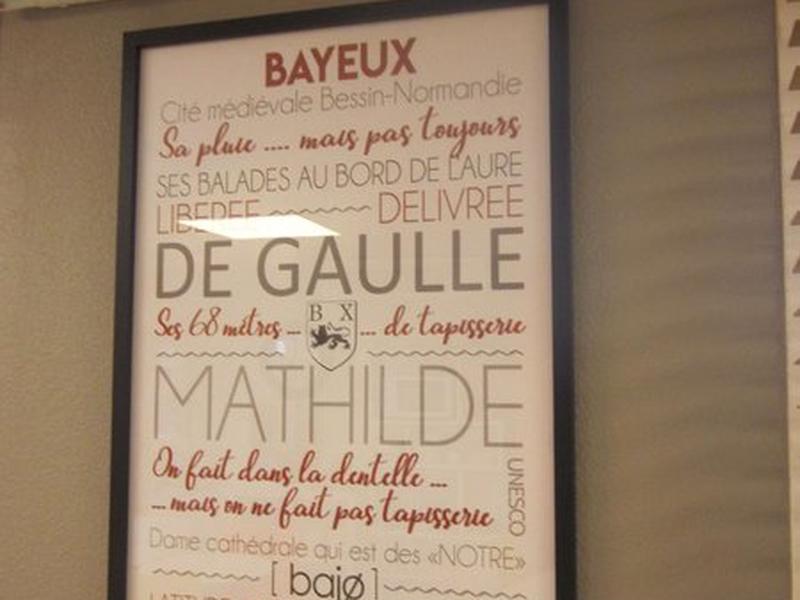 BAYEUX
Cité médiévale Bessin-Normandie
Sa pluie .... mais pas toujours
SES BALADES AU BORD DE L'AURE
LIBEREE DELIVREE
DE GAULLE
B X
Ses 68 mètres ... ... de tapisserie
MATHILDE
On fait dans la dentelle ...
... mais on ne fait pas tapisserie
UNESCO
Dame cathédrale qui est des «NOTRE»
[ bajø ]